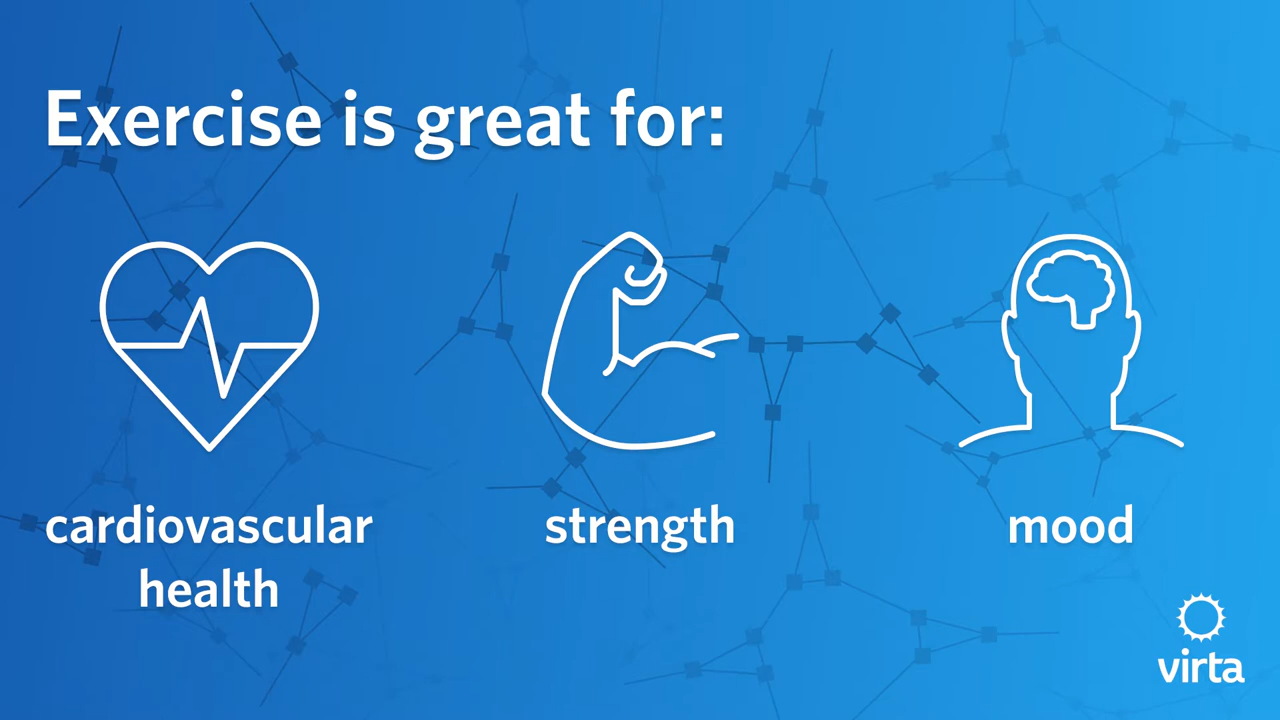 Exercise is great for:
cardiovascular
health
strength
mood
virta